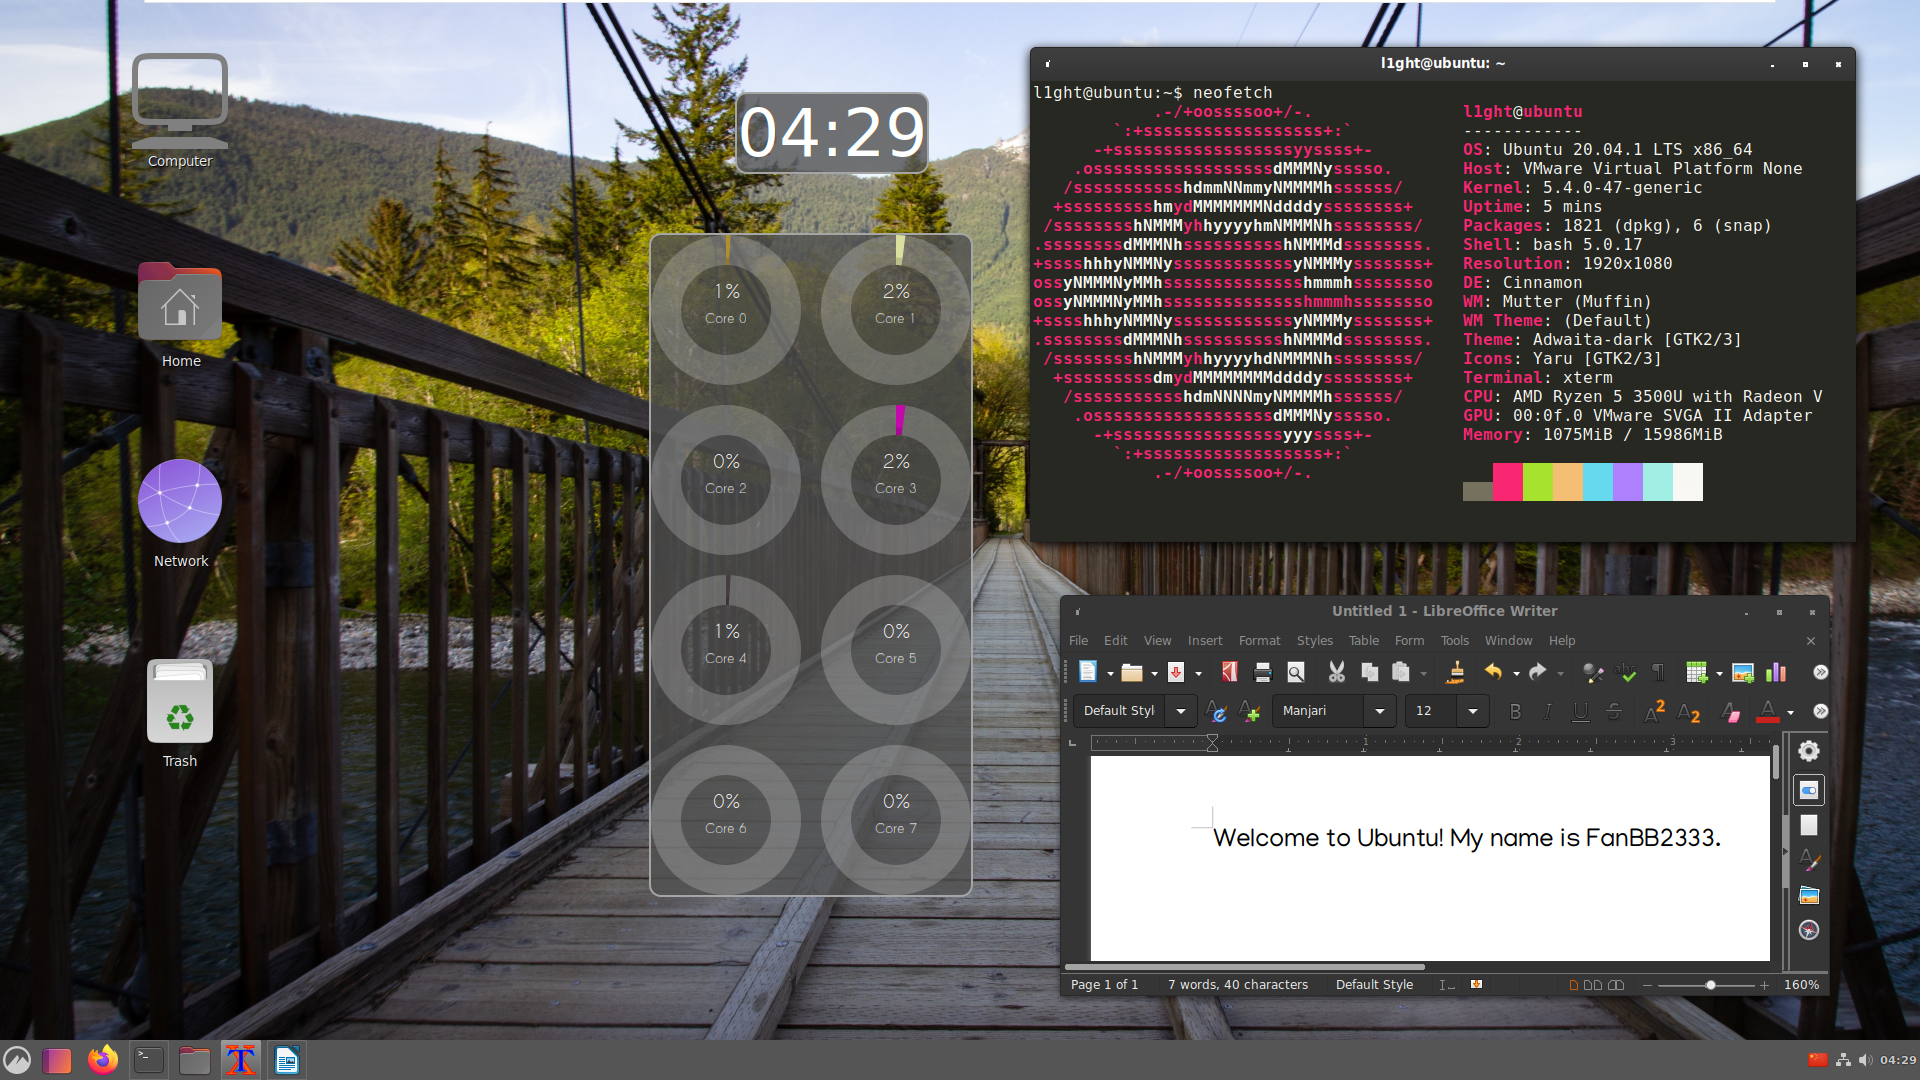 Computer
Home
Network
Trash
04:29
1%
Core 0
2%
Core 1
0%
Core 2
2%
Core 3
1%
Core 4
0%
Core 5
0%
Core 6
0%
Core 7
l1ght@ubuntu: ~
l1ght@ubuntu:~$ neofetch
.-/+oossssoo+/-.
`:+ssssssssssssssssss+:`
-+ssssssssssssssssssyyssss+-
.ossssssssssssssssssdMMMNysssso.
/ssssssssssshdmmNNmmyNMMMMhssssss/
+ssssssssshmydMMMMMMMNddddyssssssss+
/sssssssshNMMMyhhyyyyhmNMMMNhssssssss/
.ssssssssdMMMNhsssssssssshNMMMdssssssss.
+sssshhhyNMMNyssssssssssssyNMMMysssssss+
ossyNMMMNyMMhsssssssssssssshmmmhssssssso
ossyNMMMNyMMhsssssssssssssshmmmhssssssso
+sssshhhyNMMNyssssssssssssyNMMMysssssss+
.ssssssssdMMMNhsssssssssshNMMMdssssssss.
/sssssssshNMMMyhhyyyyhdNMMMNhssssssss/
+sssssssssdmydMMMMMMMMddddyssssssss+
/ssssssssssshdmNNNNmyNMMMMhssssss/
.ossssssssssssssssssdMMMNysssso.
-+sssssssssssssssssyyyssss+-
`:+ssssssssssssssssss+:`
.-/+oossssoo+/-.
l1ght@ubuntu
------------
OS: Ubuntu 20.04.1 LTS x86_64
Host: VMware Virtual Platform None
Kernel: 5.4.0-47-generic
Uptime: 5 mins
Packages: 1821 (dpkg), 6 (snap)
Shell: bash 5.0.17
Resolution: 1920x1080
DE: Cinnamon
WM: Mutter (Muffin)
WM Theme: (Default)
Theme: Adwaita-dark [GTK2/3]
Icons: Yaru [GTK2/3]
Terminal: xterm
CPU: AMD Ryzen 5 3500U with Radeon V
GPU: 00:0f.0 VMware SVGA II Adapter
Memory: 1075MiB / 15986MiB
Untitled 1 - LibreOffice Writer
File Edit View Insert Format Styles Table Form Tools Window Help
Default Styl Manjari 12
1 2 3
Welcome to Ubuntu! My name is FanBB2333.
Page 1 of 1 7 words, 40 characters Default Style 160%
04:29